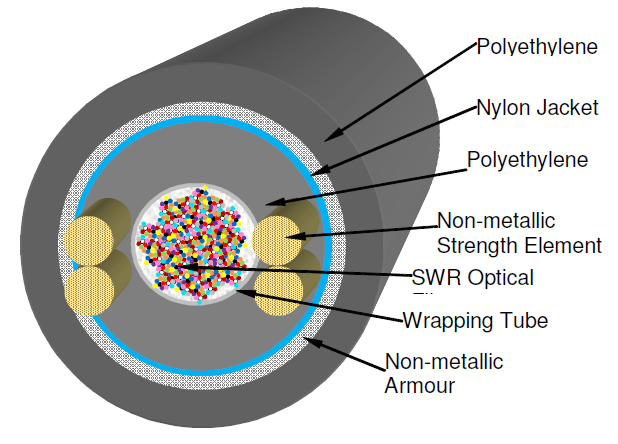 Polyethylene
Nylon Jacket
Polyethylene
Non-metallic
Strength Element
SWR Optical
Wrapping Tube
Non-metallic
Armour